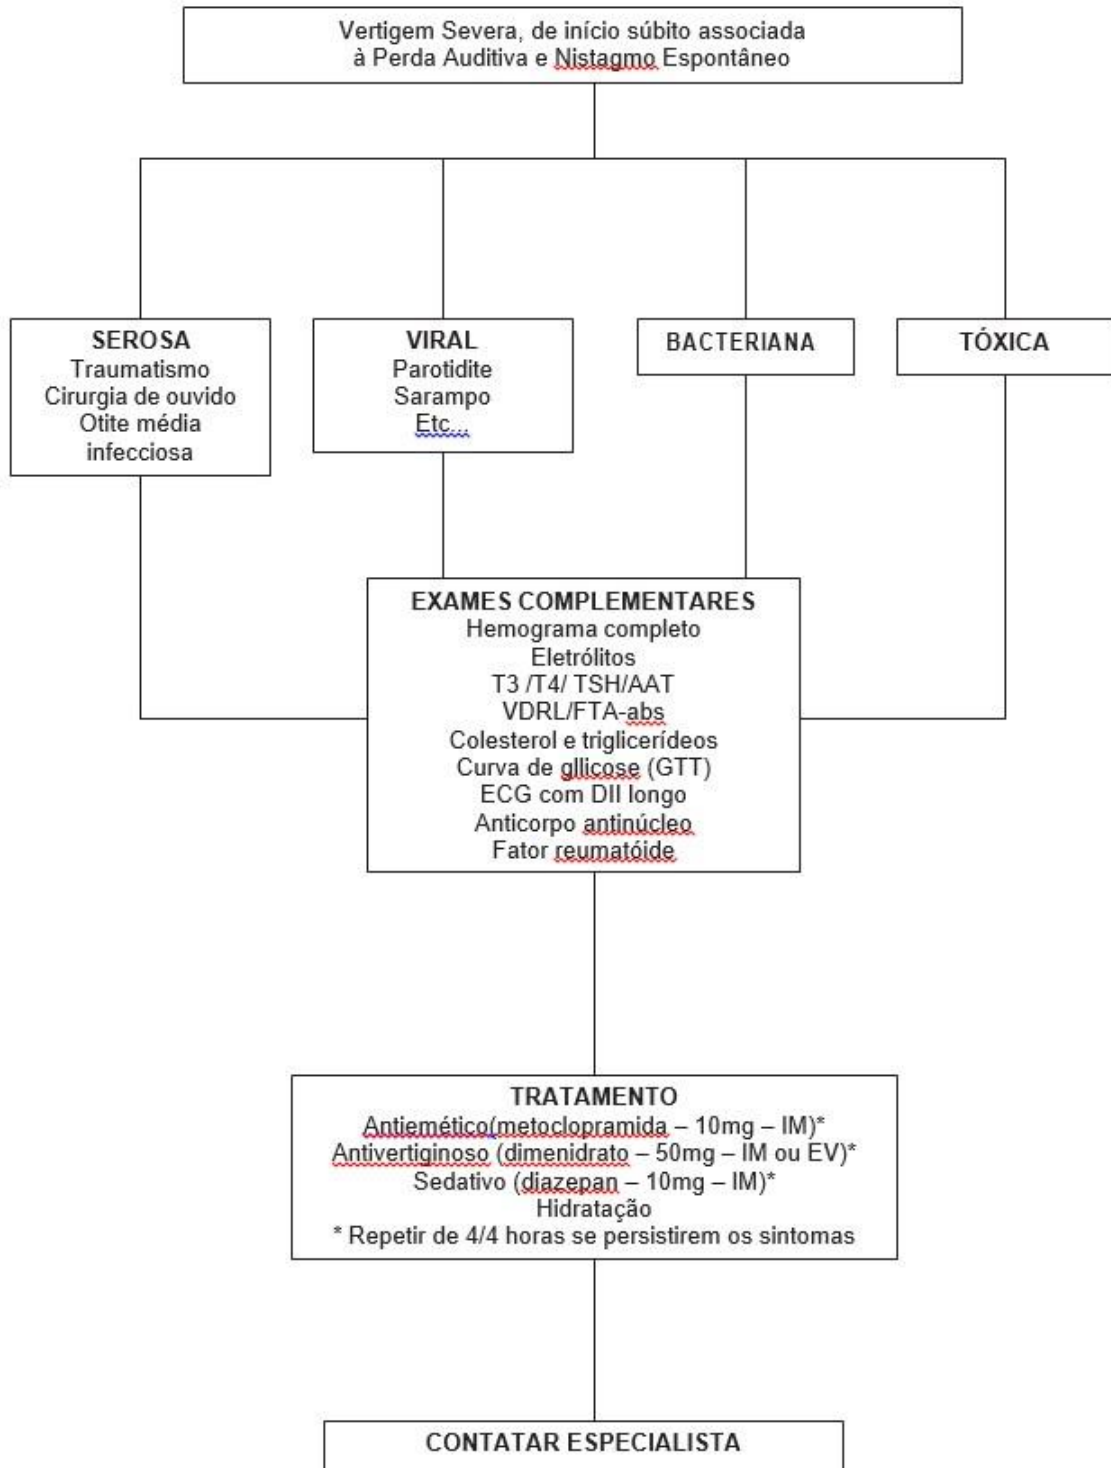 Vertigem Severa, de início súbito associada
à Perda Auditiva e Nistagmo Espontâneo
SEROSA
Traumatismo
Cirurgia de ouvido
Otite média
infecciosa
VIRAL
Parotidite
Sarampo
Etc...
BACTERIANA
TÓXICA
EXAMES COMPLEMENTARES
Hemograma completo
Eletrólitos
T3 /T4/ TSH/AAT
VDRL/FTA-abs
Colesterol e triglicerídeos
Curva de gllicose (GTT)
ECG com DII longo
Anticorpo antinúcleo
Fator reumatóide
TRATAMENTO
Antiemético(metoclopramida – 10mg – IM)*
Antivertiginoso (dimenidrato – 50mg – IM ou EV)*
Sedativo (diazepan – 10mg – IM)*
Hidratação
* Repetir de 4/4 horas se persistirem os sintomas
CONTATAR ESPECIALISTA